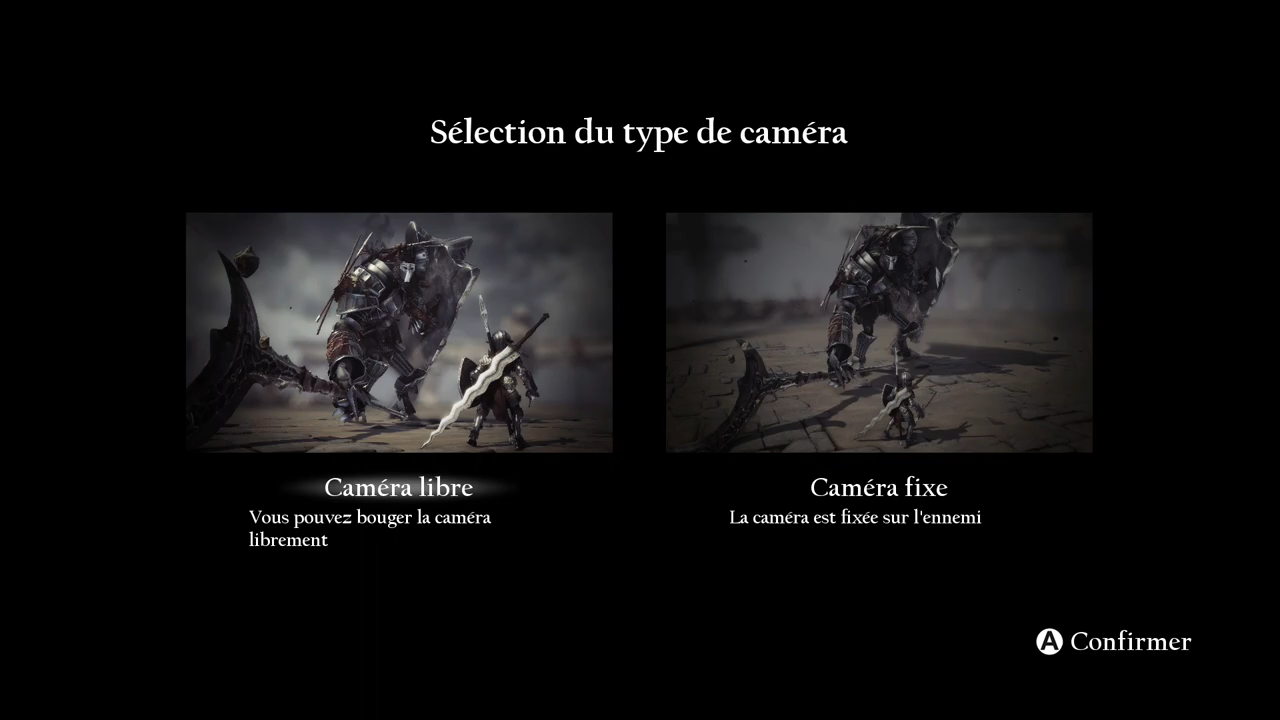 Sélection du type de caméra
Caméra libre
Vous pouvez bouger la caméra
librement
Caméra fixe
La caméra est fixée sur l'ennemi
A Confirmer